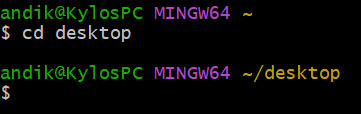 andik@KylosPC MINGW64 ~
$ cd desktop
andik@KylosPC MINGW64 ~/desktop
$